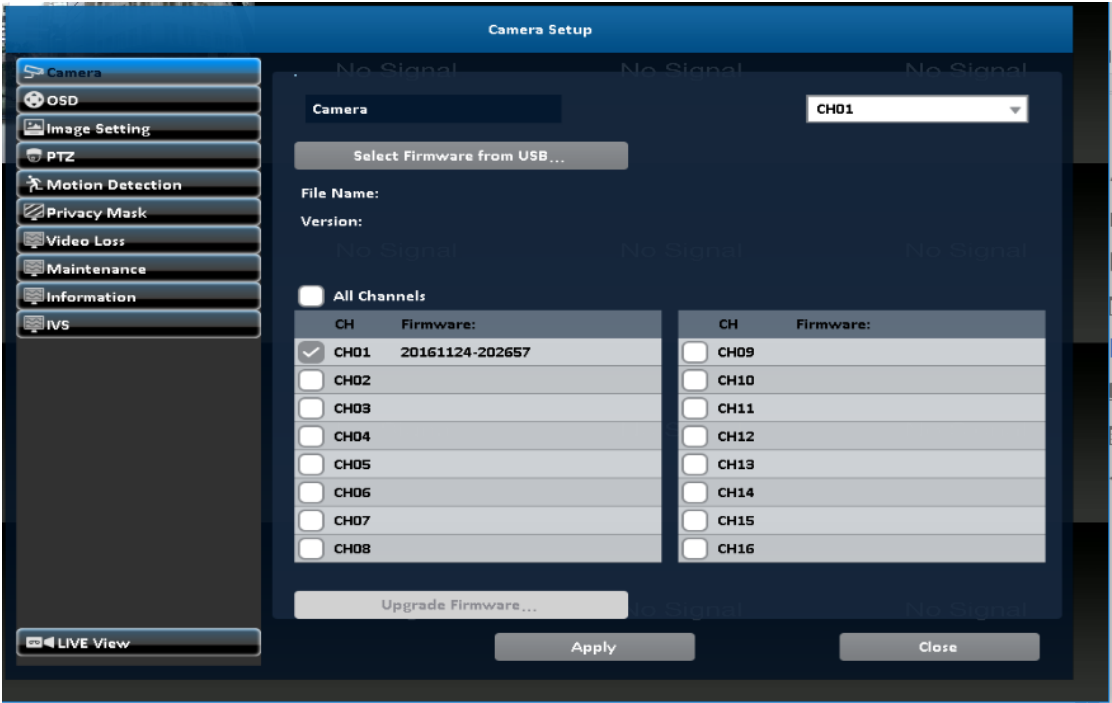 Camera Setup
Camera
OSD
Image Setting
PTZ
Motion Detection
Privacy Mask
Video Loss
Maintenance
Information
IVS
LIVE View
No Signal No Signal No Signal
Camera CH01
Select Firmware from USB...
File Name:
Version:
No Signal No Signal No Signal
All Channels
CH Firmware: CH Firmware:
CH01 20161124-202657 CH09
CH02 CH10
CH03 CH11
CH04 CH12
CH05 CH13
CH06 CH14
CH07 CH15
CH08 CH16
Upgrade Firmware... No Signal No Signal
Apply Close